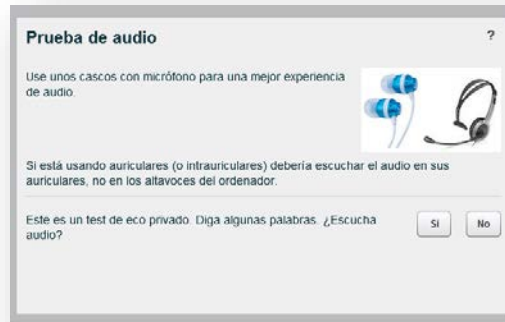 Prueba de audio
?
Use unos cascos con micrófono para una mejor experiencia
de audio.
Si está usando auriculares (o intrauriculares) debería escuchar el audio en sus
auriculares, no en los altavoces del ordenador.
Este es un test de eco privado. Diga algunas palabras. ¿Escucha
audio?
Sí
No